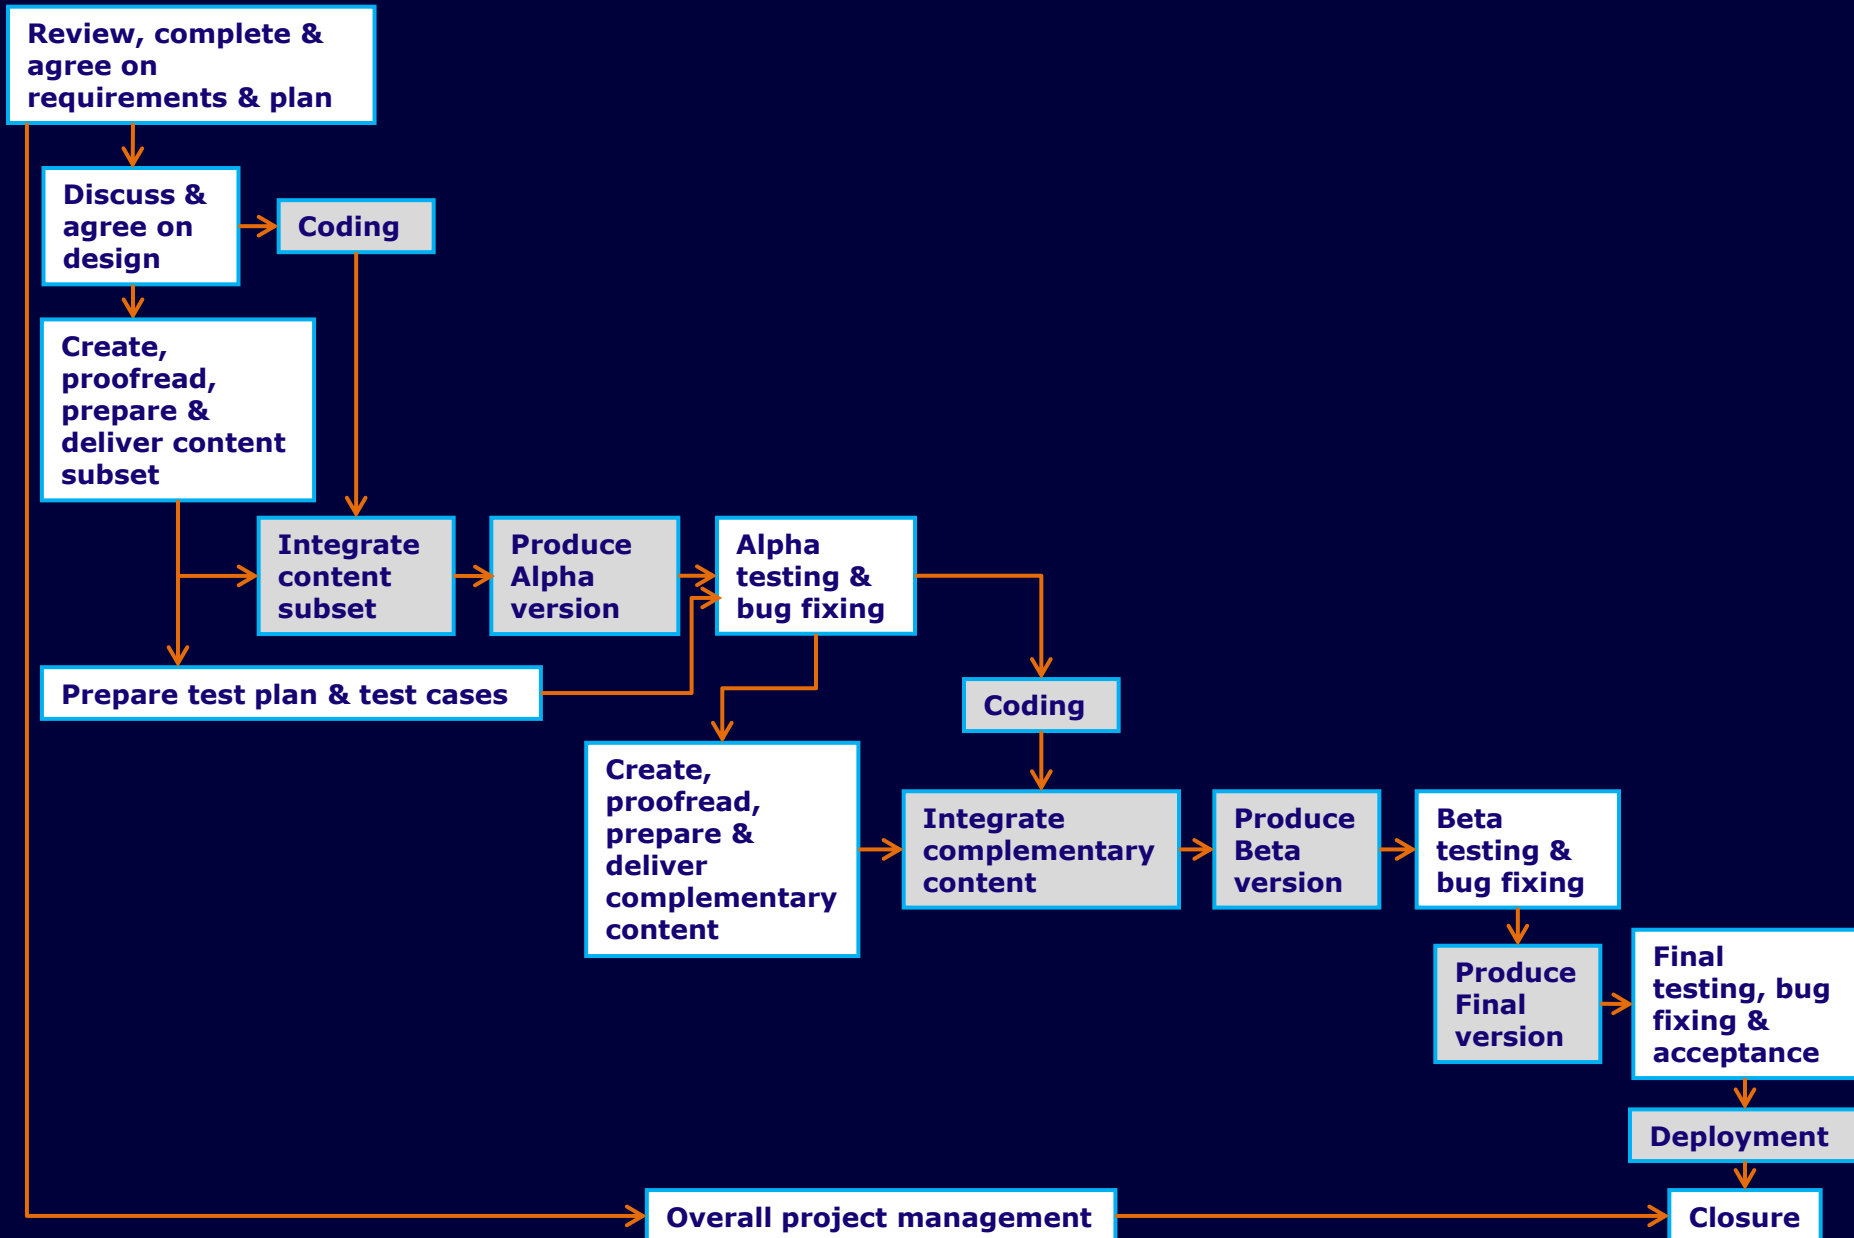 Review, complete &
agree on
requirements & plan
Discuss &
agree on
design
Coding
Create,
proofread,
prepare &
deliver content
subset
Integrate
content
subset
Produce
Alpha
version
Alpha
testing &
bug fixing
Prepare test plan & test cases
Coding
Create,
proofread,
prepare &
deliver
complementary
content
Integrate
complementary
content
Produce
Beta
version
Beta
testing &
bug fixing
Produce
Final
version
Final
testing, bug
fixing &
acceptance
Deployment
Overall project management
Closure